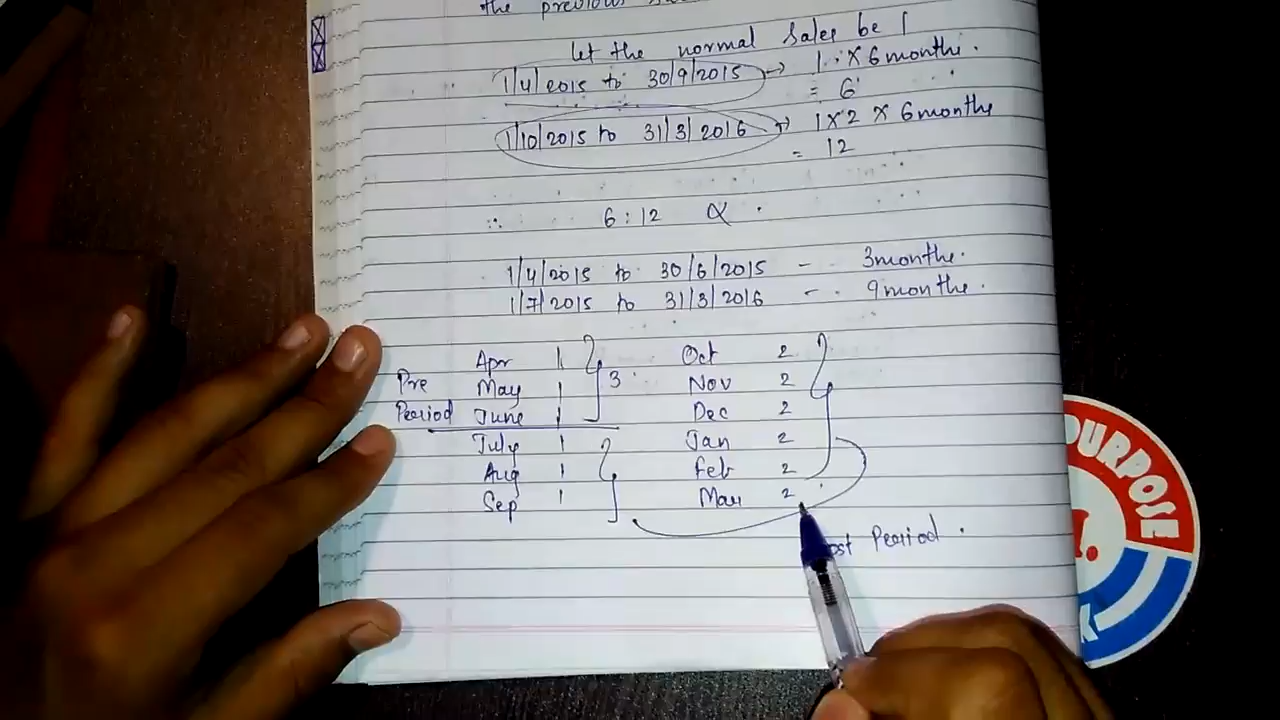 the previous
let the normal Sales be 1
1/4/2015 to 30/9/2015 → 1 × 6 months.
= 6
1/10/2015 to 31/3/2016 → 1 × 2 × 6 months
= 12
∴ 6 : 12
1/4/2015 to 30/6/2015 - 3 months.
1/7/2015 to 31/3/2016 - 9 months.
Apr 1 Oct 2
Pre May 1 3 Nov 2
Period June 1 Dec 2
July 1 Jan 2
Aug 1 Feb 2
Sep 1 Mar 2
Post Period.
PURPOSE